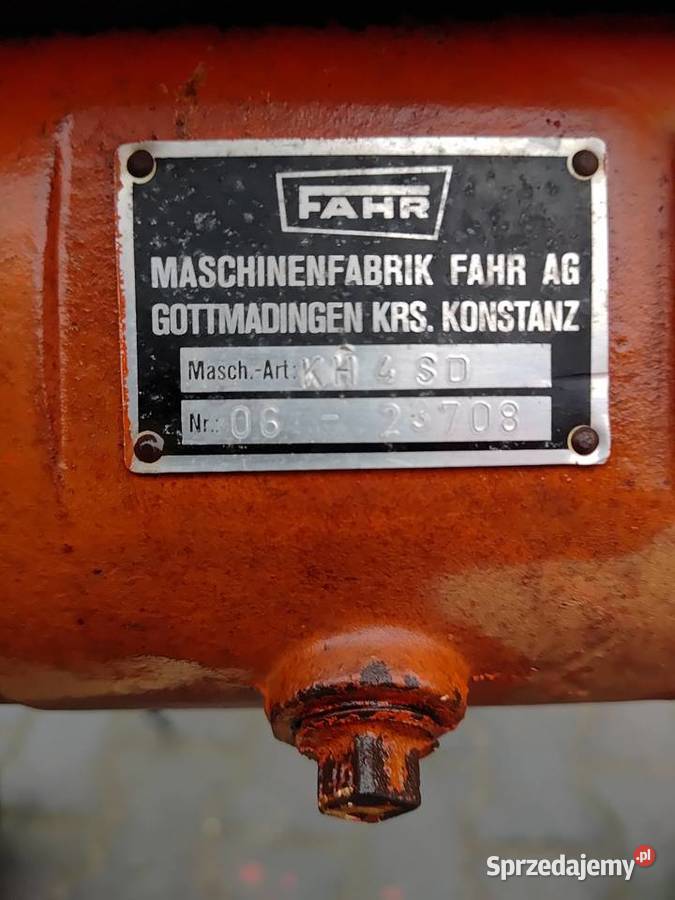 FAHR
MASCHINENFABRIK FAHR AG
GOTTMADINGEN KRS. KONSTANZ
Masch.-Art: KH 4 SD
Nr.: 06 - 23708
Sprzedajemy.pl